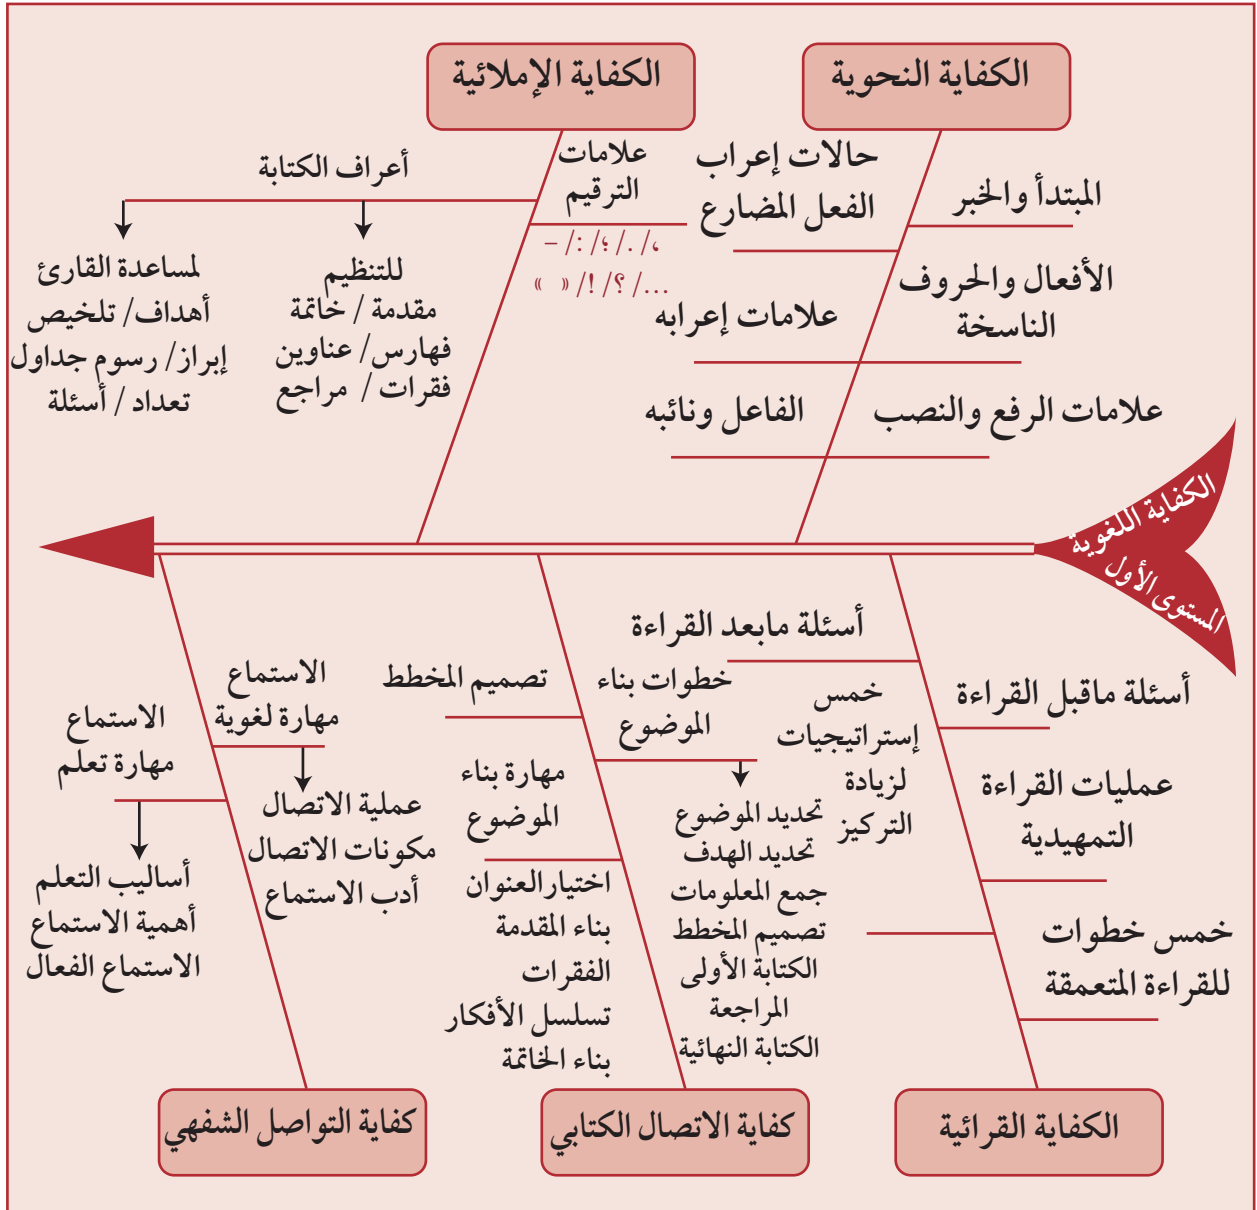 الكفاية النحوية
المبتدأ والخبر
الأفعال والحروف
الناسخة
علامات الرفع والنصب
حالات إعراب
الفعل المضارع
علامات إعرابه
الفاعل ونائبه
الكفاية الإملائية
علامات
الترقيم
،/ ./ ؛/ :/ –
.../ ؟/ !/ » «
أعراف الكتابة
للتنظيم
مقدمة / خاتمة
فهارس/ عناوين
فقرات / مراجع
لمساعدة القارئ
أهداف/ تلخيص
إبراز/ رسوم جداول
تعداد/ أسئلة
الكفاية اللغوية
المستوى الأول
أسئلة مابعد القراءة
أسئلة ماقبل القراءة
خمس
إستراتيجيات
لزيادة
التركيز
عمليات القراءة
التمهيدية
خمس خطوات
للقراءة المتعمقة
الكفاية القرائية
خطوات بناء
الموضوع
تحديد الموضوع
تحديد الهدف
جمع المعلومات
تصميم المخطط
الكتابة الأولى
المراجعة
الكتابة النهائية
تصميم المخطط
مهارة بناء
الموضوع
اختيارالعنوان
بناء المقدمة
الفقرات
تسلسل الأفكار
بناء الخاتمة
كفاية الاتصال الكتابي
الاستماع
مهارة لغوية
عملية الاتصال
مكونات الاتصال
أدب الاستماع
الاستماع
مهارة تعلم
أساليب التعلم
أهمية الاستماع
الاستماع الفعال
كفاية التواصل الشفهي